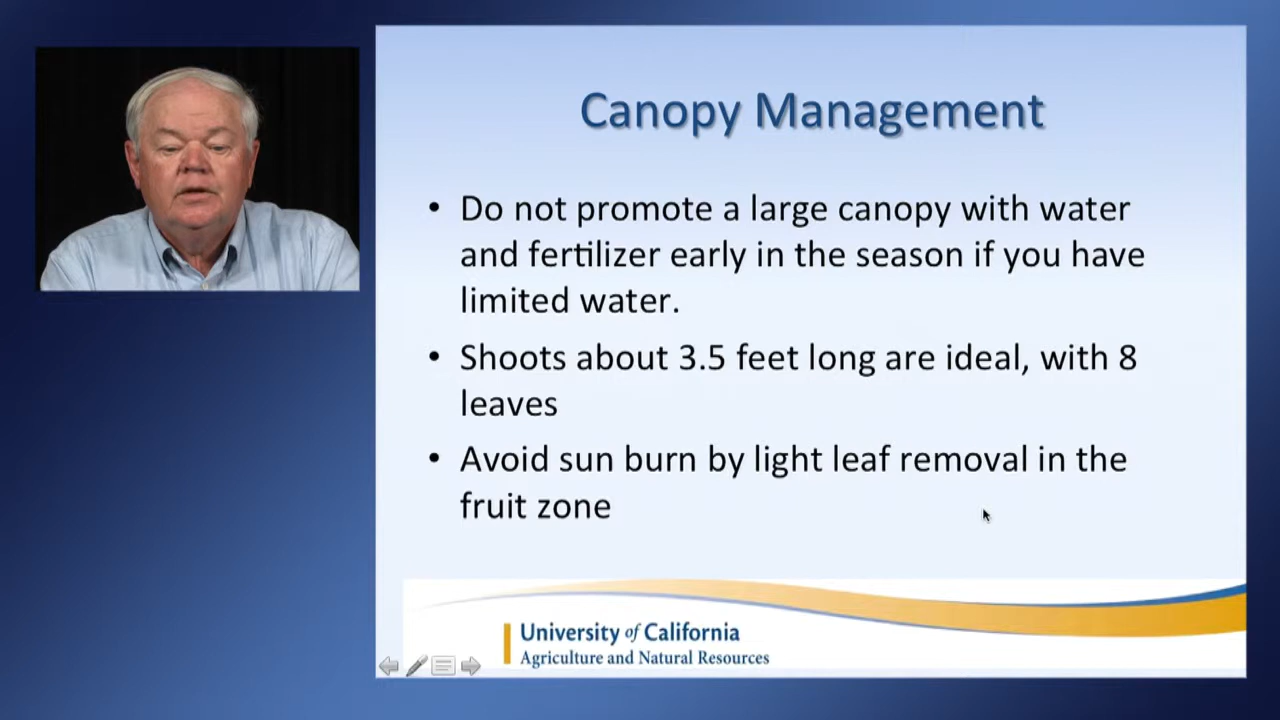 Canopy Management
• Do not promote a large canopy with water
and fertilizer early in the season if you have
limited water.
• Shoots about 3.5 feet long are ideal, with 8
leaves
• Avoid sun burn by light leaf removal in the
fruit zone
University of California
Agriculture and Natural Resources